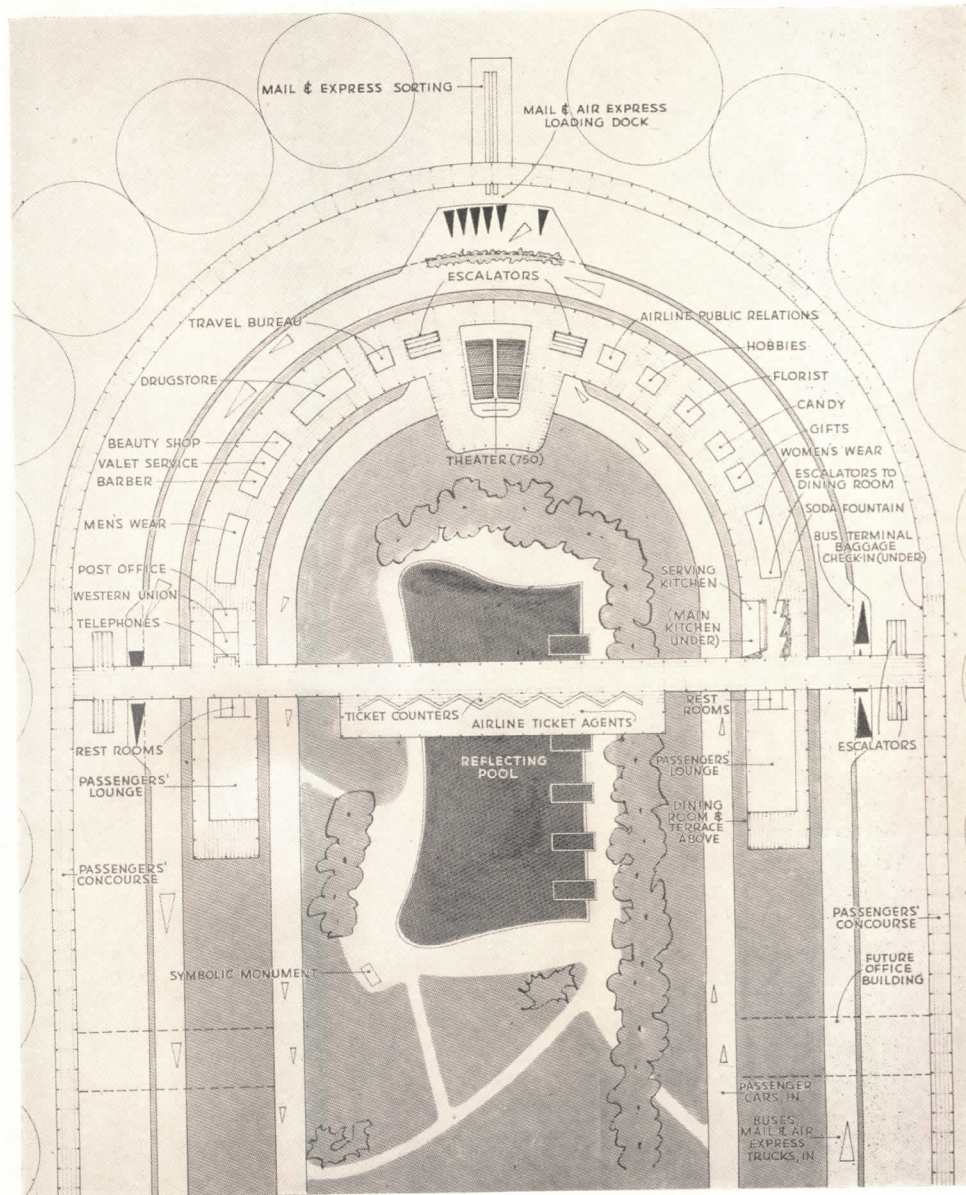 MAIL & EXPRESS SORTING
MAIL & AIR EXPRESS
LOADING DOCK
ESCALATORS
TRAVEL BUREAU
AIRLINE PUBLIC RELATIONS
HOBBIES
DRUGSTORE
FLORIST
CANDY
BEAUTY SHOP
GIFTS
VALET SERVICE
THEATER (750)
WOMEN'S WEAR
BARBER
ESCALATORS TO
DINING ROOM
MEN'S WEAR
SODA FOUNTAIN
BUS TERMINAL
BAGGAGE
CHECK-IN (UNDER)
POST OFFICE
SERVING
KITCHEN
WESTERN UNION
(MAIN
KITCHEN
UNDER)
TELEPHONES
REST
ROOMS
TICKET COUNTERS
AIRLINE TICKET AGENTS
REST ROOMS
ESCALATORS
REFLECTING
POOL
PASSENGERS'
LOUNGE
PASSENGERS'
LOUNGE
DINING
ROOM &
TERRACE
ABOVE
PASSENGERS'
CONCOURSE
PASSENGERS'
CONCOURSE
SYMBOLIC MONUMENT
FUTURE
OFFICE
BUILDING
PASSENGER
CARS, IN
BUSES,
MAIL & AIR
EXPRESS
TRUCKS, IN